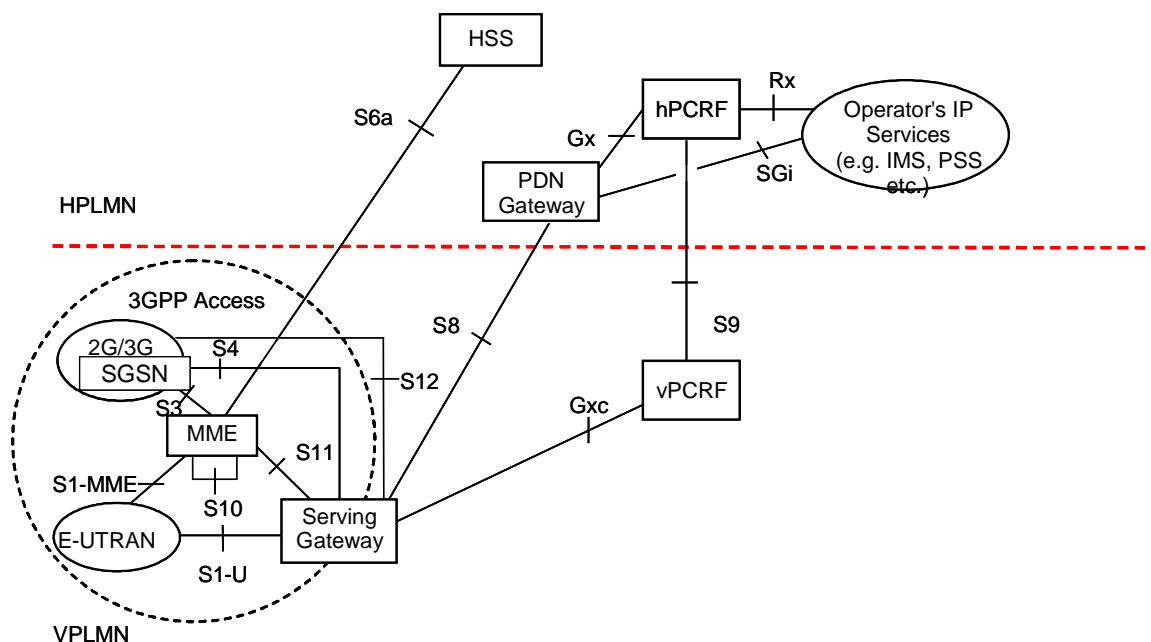 HSS
Rx
hPCRF
Operator's IP
Services
(e.g. IMS, PSS
etc.)
S6a
Gx
SGi
PDN
Gateway
HPLMN
3GPP Access
2G/3G
SGSN
S4
S8
S9
S12
S3
vPCRF
Gxc
MME
S11
S1-MME
S10
Serving
Gateway
E-UTRAN
S1-U
VPLMN